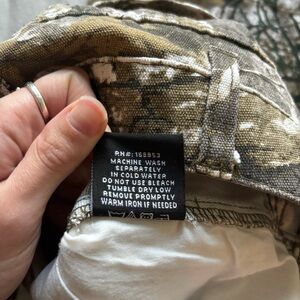 RN#: 158953
MACHINE WASH
SEPARATELY
IN COLD WATER
DO NOT USE BLEACH
TUMBLE DRY LOW
REMOVE PROMPTLY
WARM IRON IF NEEDED